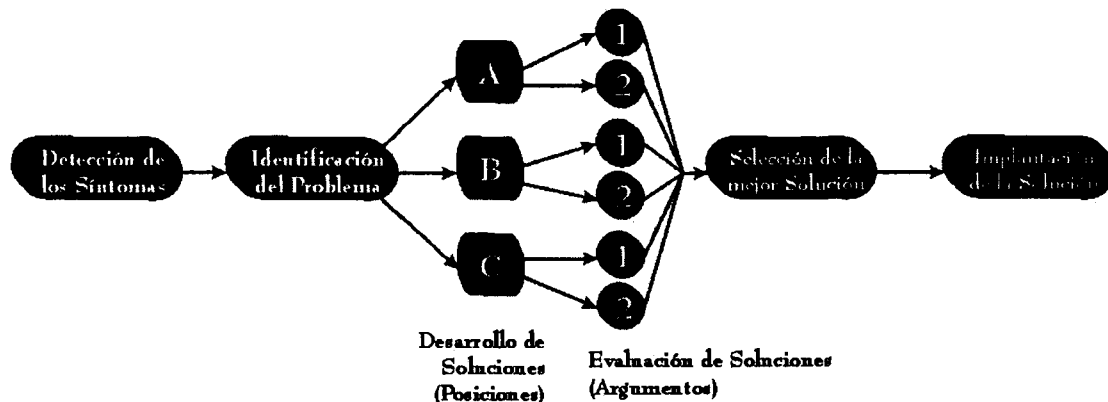 Detección de
los Síntomas
Identificación
del Problema
A
B
C
1
2
1
2
1
2
Selección de la
mejor Solución
Implantación
de la Solución
Desarrollo de
Soluciones
(Posiciones)
Evaluación de Soluciones
(Argumentos)